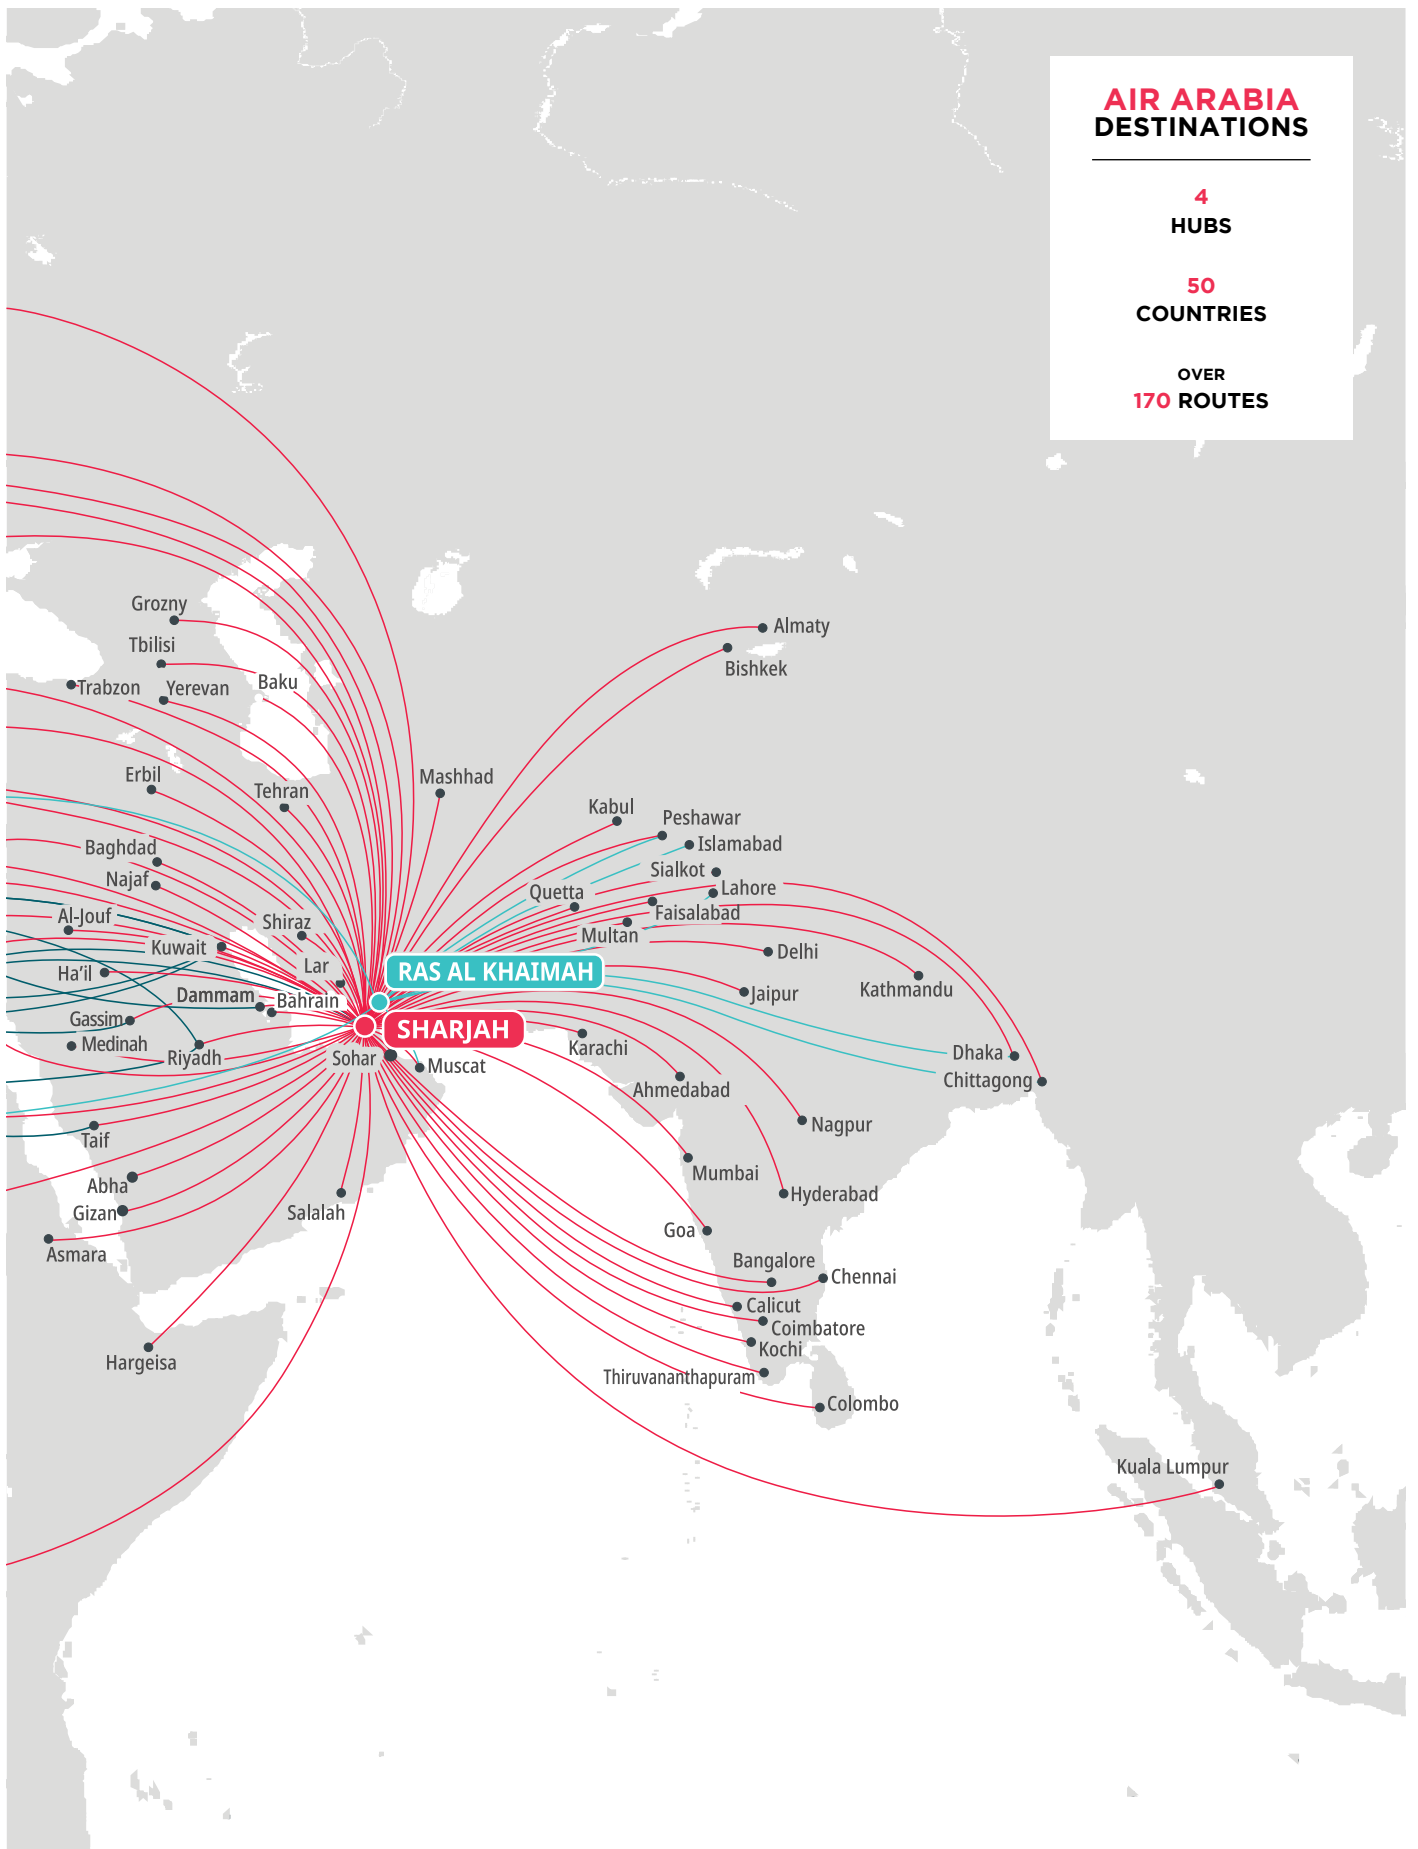 AIR ARABIA
DESTINATIONS
4
HUBS
50
COUNTRIES
OVER
170 ROUTES
Grozny
Tbilisi
Trabzon
Yerevan
Baku
Almaty
Bishkek
Erbil
Tehran
Mashhad
Kabul
Peshawar
Islamabad
Baghdad
Najaf
Sialkot
Lahore
Quetta
Faisalabad
Al-Jouf
Shiraz
Multan
Kuwait
Delhi
Lar
Ha'il
RAS AL KHAIMAH
Kathmandu
Dammam
Bahrain
Jaipur
Gassim
SHARJAH
Medinah
Riyadh
Sohar
Muscat
Karachi
Dhaka
Chittagong
Ahmedabad
Nagpur
Taif
Mumbai
Abha
Hyderabad
Gizan
Salalah
Goa
Asmara
Bangalore
Chennai
Calicut
Coimbatore
Kochi
Hargeisa
Thiruvananthapuram
Colombo
Kuala Lumpur